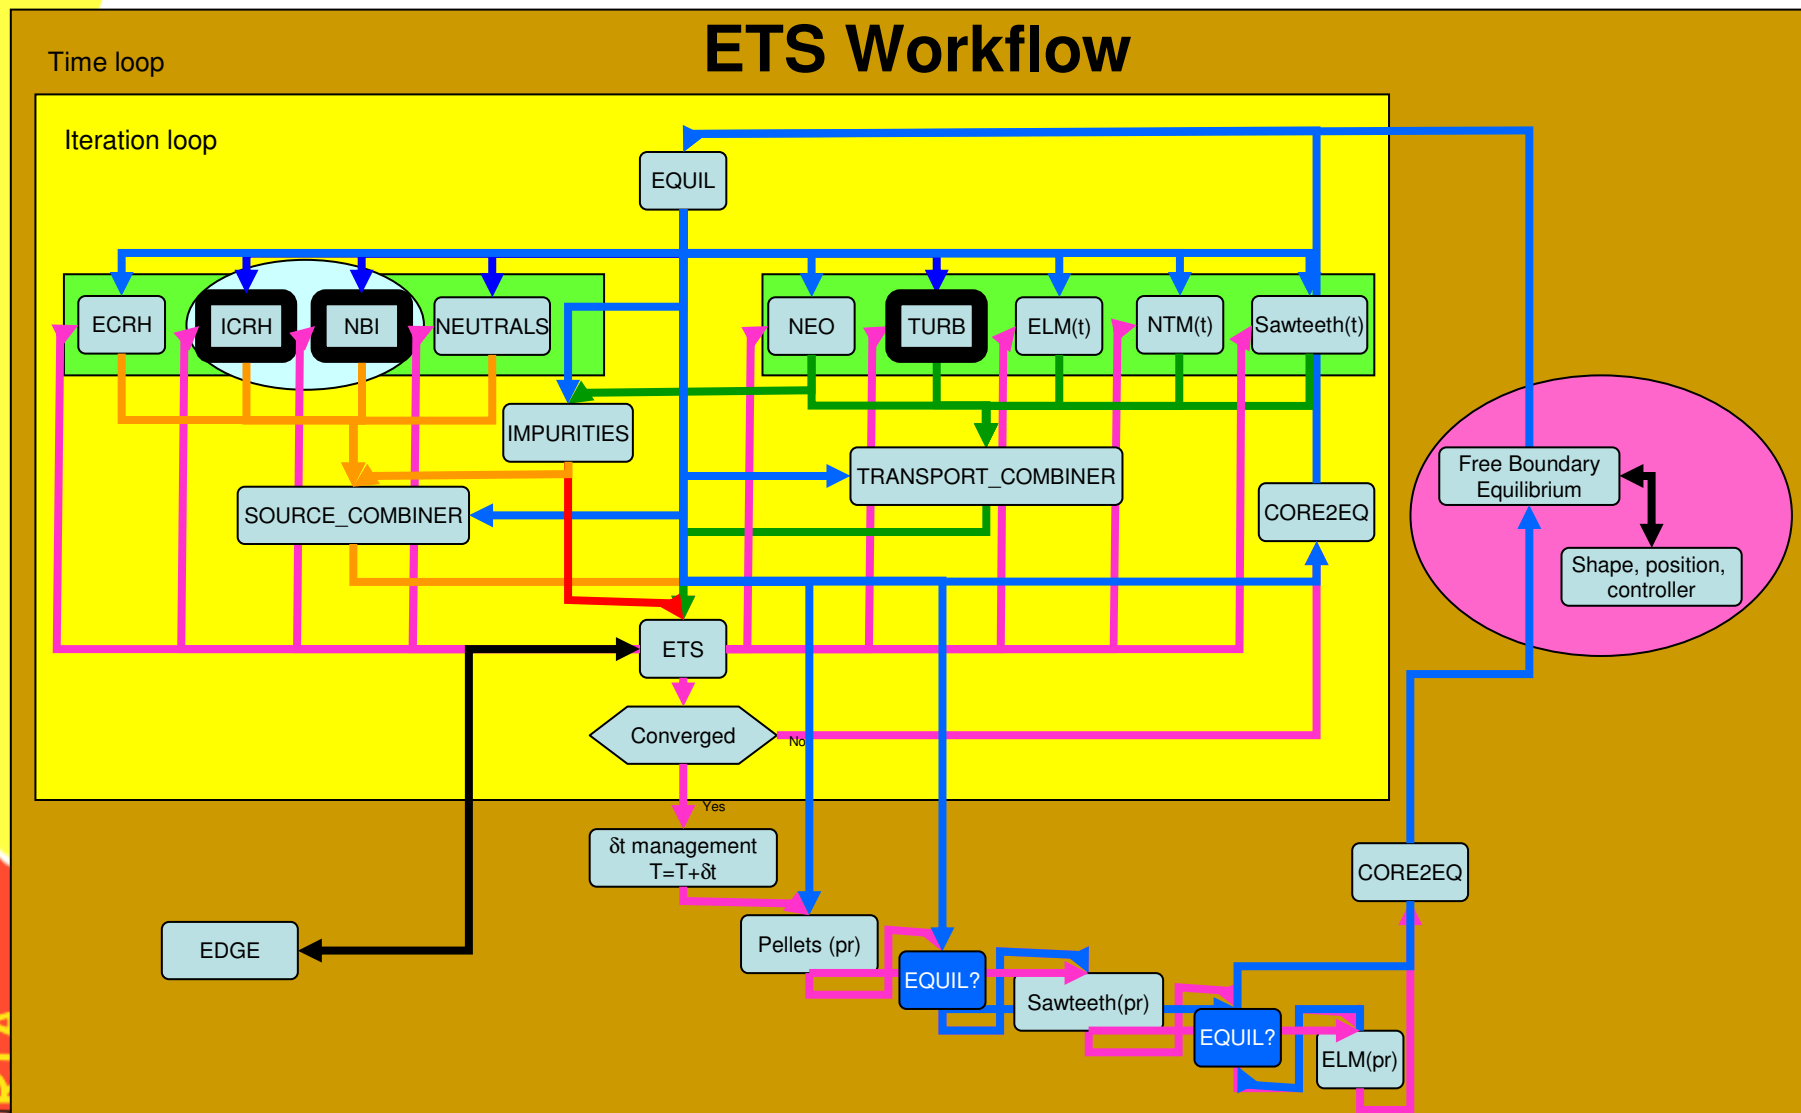 ETS Workflow
Time loop
Iteration loop
EQUIL
ECRH
ICRH
NBI
NEUTRALS
NEO
TURB
ELM(t)
NTM(t)
Sawteeth(t)
IMPURITIES
TRANSPORT_COMBINER
SOURCE_COMBINER
CORE2EQ
Free Boundary
Equilibrium
Shape, position,
controller
ETS
Converged
No
Yes
δt management
T=T+δt
CORE2EQ
EDGE
Pellets (pr)
EQUIL?
Sawteeth(pr)
EQUIL?
ELM(pr)